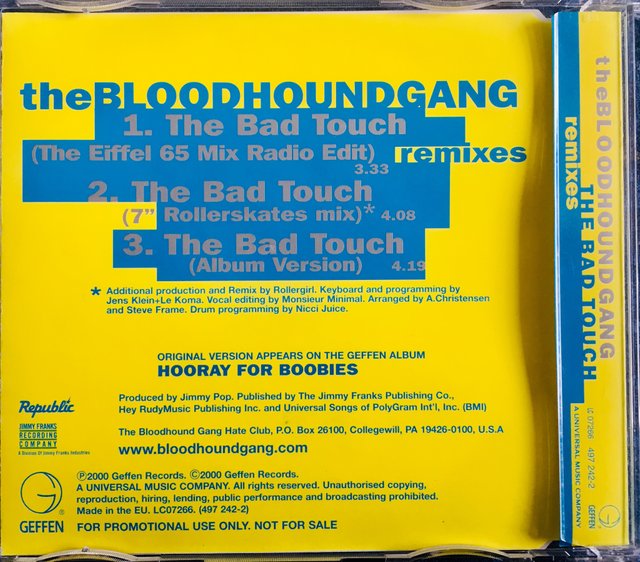 theBLOODHOUNDGANG
1. The Bad Touch
(The Eiffel 65 Mix Radio Edit) remixes
3.33
2. The Bad Touch
(7” Rollerskates mix)* 4.08
3. The Bad Touch
(Album Version) 4.19
* Additional production and Remix by Rollergirl. Keyboard and programming by
Jens Klein+Le Koma. Vocal editing by Monsieur Minimal. Arranged by A.Christensen
and Steve Frame. Drum programming by Nicci Juice.
ORIGINAL VERSION APPEARS ON THE GEFFEN ALBUM
HOORAY FOR BOOBIES
Republic
JIMMY FRANKS
RECORDING
COMPANY
A Division Of Jimmy Franks Industries
Produced by Jimmy Pop. Published by The Jimmy Franks Publishing Co.,
Hey RudyMusic Publishing Inc. and Universal Songs of PolyGram Int'l, Inc. (BMI)
The Bloodhound Gang Hate Club, P.O. Box 26100, Collegewill, PA 19426-0100, U.S.A
www.bloodhoundgang.com
GEFFEN
℗2000 Geffen Records. ©2000 Geffen Records.
A UNIVERSAL MUSIC COMPANY. All rights reserved. Unauthorised copying,
reproduction, hiring, lending, public performance and broadcasting prohibited.
Made in the EU. LC07266. (497 242-2)
FOR PROMOTIONAL USE ONLY. NOT FOR SALE
theBLOODHOUNDGANG
THE BAD TOUCH
remixes
LC 07266 497 242-2
A UNIVERSAL MUSIC COMPANY
GEFFEN